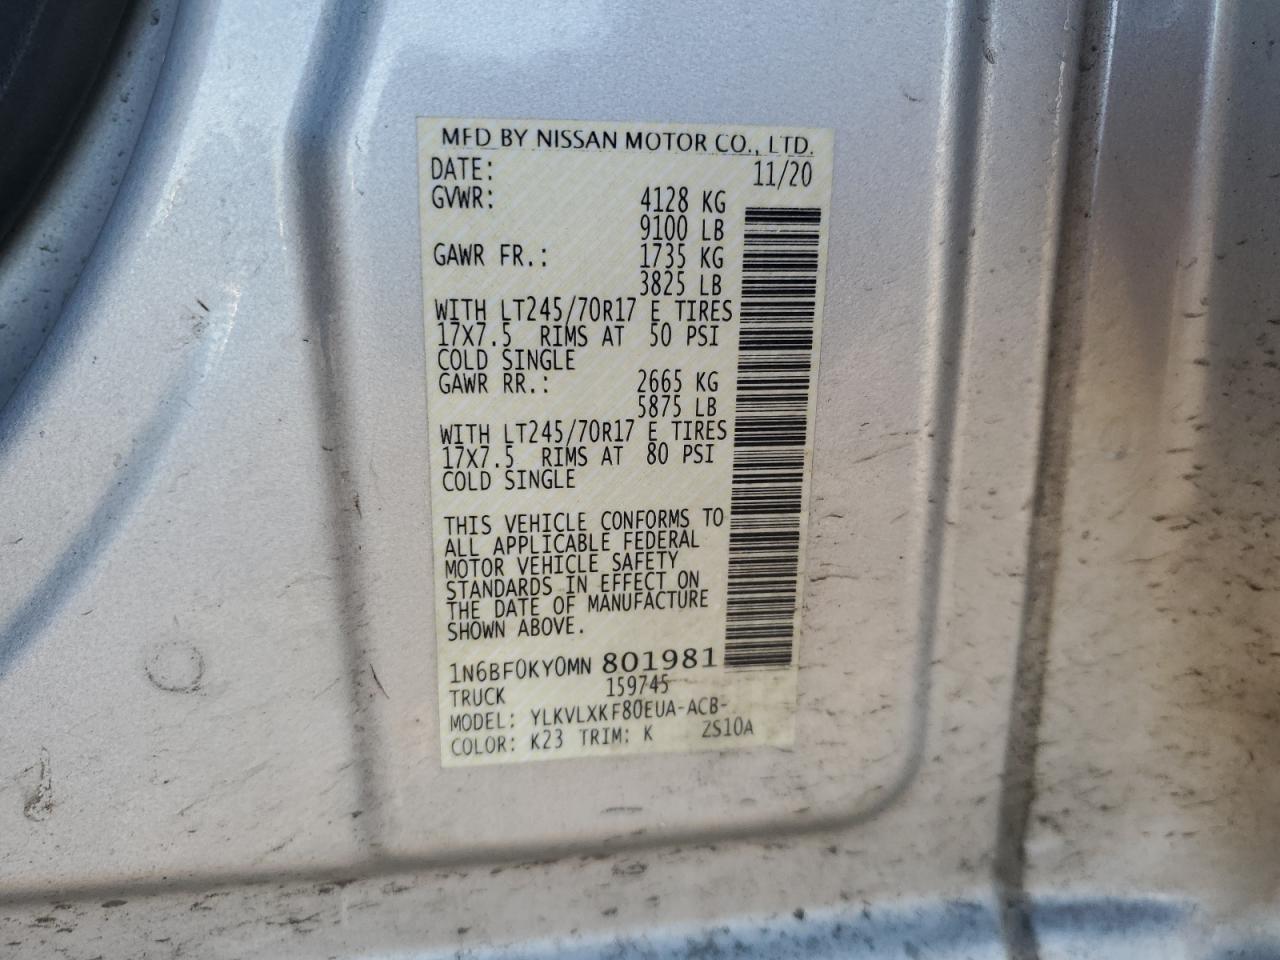 MFD BY NISSAN MOTOR CO., LTD.
DATE: 11/20
GVWR: 4128 KG
9100 LB
GAWR FR.: 1735 KG
3825 LB
WITH LT245/70R17 E TIRES
17X7.5 RIMS AT 50 PSI
COLD SINGLE
GAWR RR.: 2665 KG
5875 LB
WITH LT245/70R17 E TIRES
17X7.5 RIMS AT 80 PSI
COLD SINGLE
THIS VEHICLE CONFORMS TO
ALL APPLICABLE FEDERAL
MOTOR VEHICLE SAFETY
STANDARDS IN EFFECT ON
THE DATE OF MANUFACTURE
SHOWN ABOVE.
1N6BF0KY0MN 801981
TRUCK 159745
MODEL: YLKVLXKF80EUA-ACB-
COLOR: K23 TRIM: K ZS10A